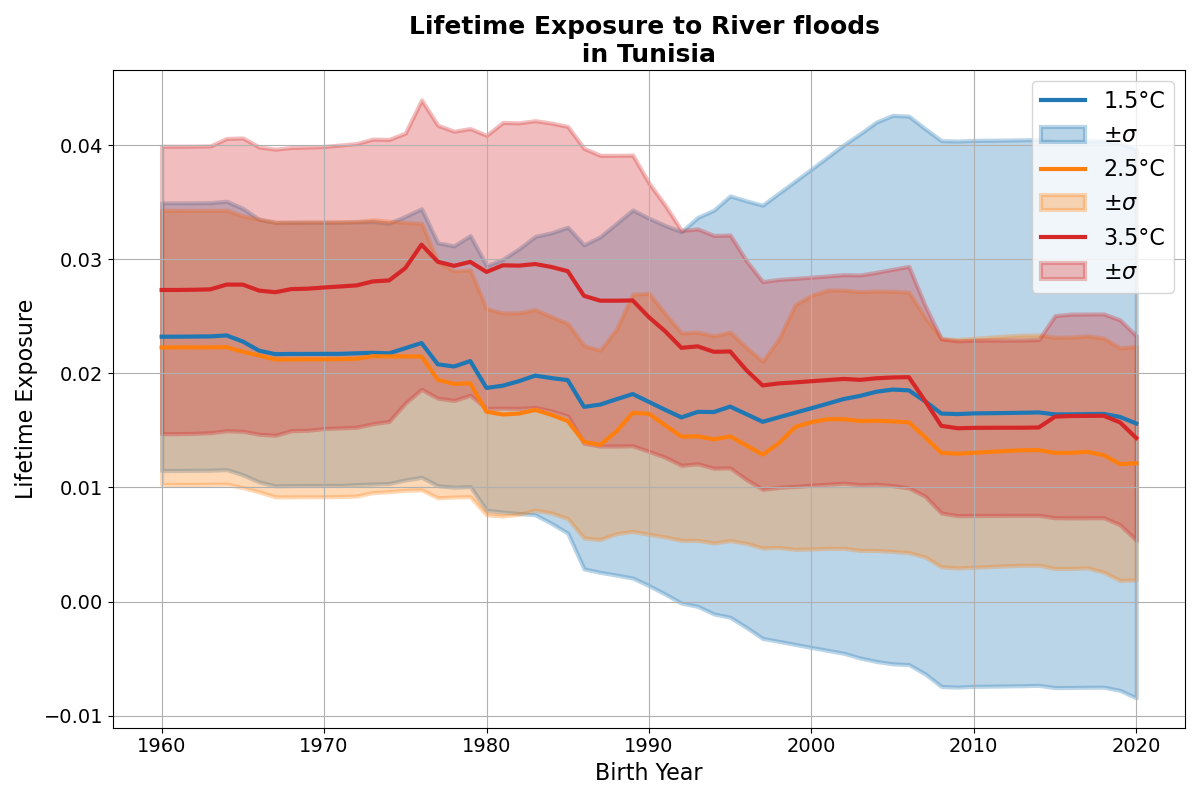 Lifetime Exposure to River floods
in Tunisia
Lifetime Exposure
0.04
0.03
0.02
0.01
0.00
−0.01
1960
1970
1980
1990
2000
2010
2020
Birth Year
1.5°C
±σ
2.5°C
±σ
3.5°C
±σ